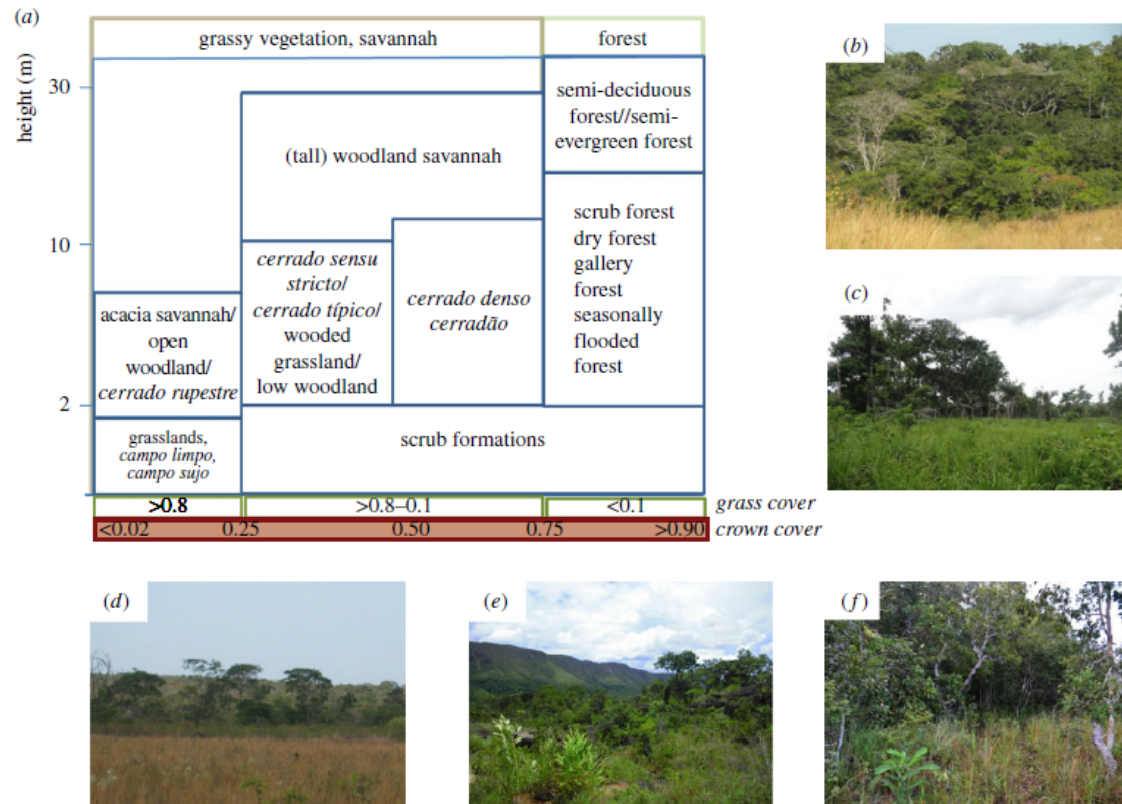 (a)
grassy vegetation, savannah
forest
height (m)
30
10
2
semi-deciduous
forest//semi-
evergreen forest
(tall) woodland savannah
scrub forest
dry forest
gallery
forest
seasonally
flooded
forest
cerrado sensu
stricto/
cerrado típico/
wooded
grassland/
low woodland
cerrado denso
cerradão
acacia savannah/
open
woodland/
cerrado rupestre
grasslands,
campo limpo,
campo sujo
scrub formations
>0.8
>0.8–0.1
<0.1
grass cover
<0.02
0.25
0.50
0.75
>0.90
crown cover
(b)
(c)
(d)
(e)
(f)